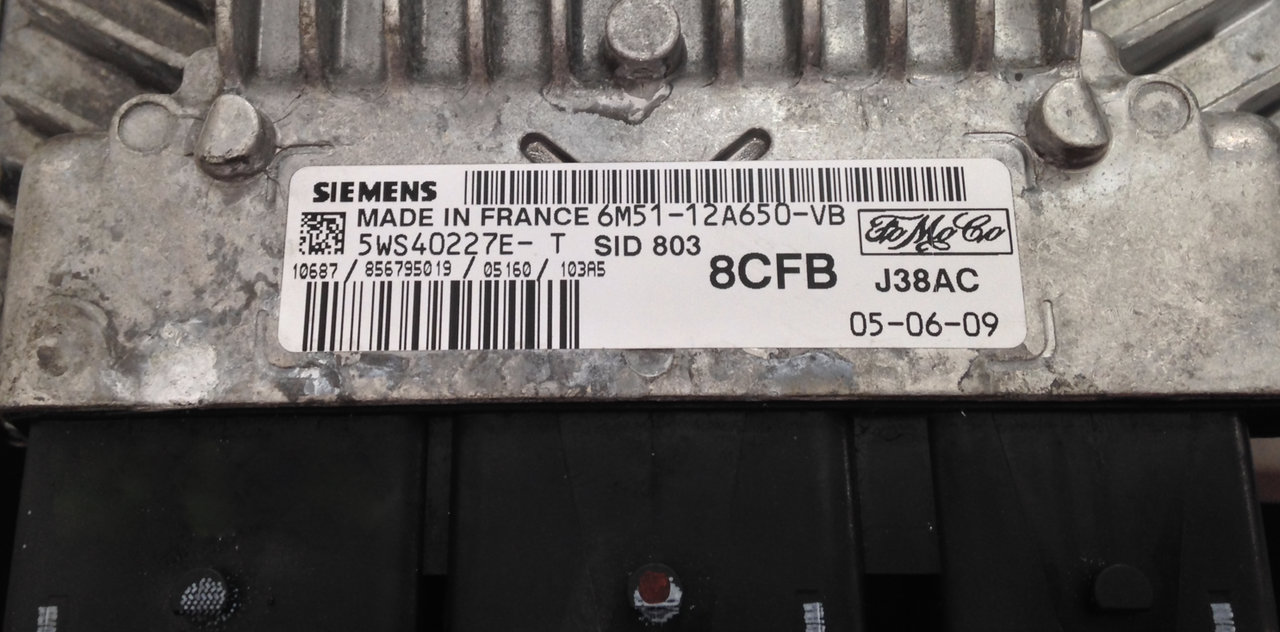 SIEMENS
MADE IN FRANCE 6M51-12A650-VB
FoMoCo
5WS40227E- T SID 803
10687 / 856795019 / 05160 / 103A5
8CFB J38AC
05-06-09